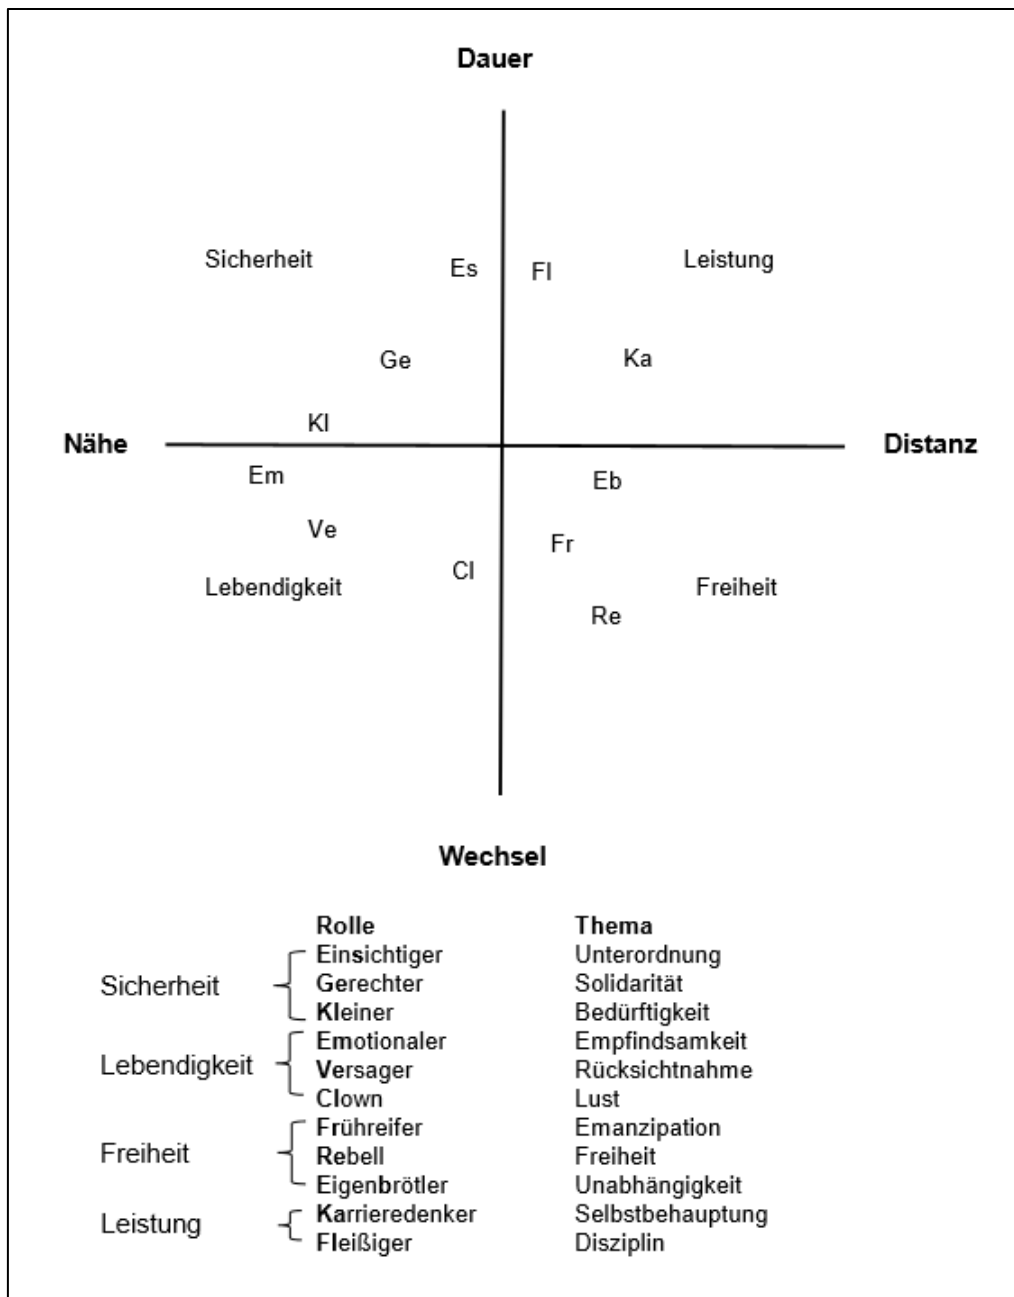 Dauer
Sicherheit Es Fl Leistung
Ge Ka
Kl
Nähe Distanz
Em Eb
Ve Fr
Cl
Lebendigkeit Freiheit
Re
Wechsel
Rolle Thema
Einsichtiger Unterordnung
Gerechter Solidarität
Sicherheit
Kleiner Bedürftigkeit
Emotionaler Empfindsamkeit
Lebendigkeit
Versager Rücksichtnahme
Clown Lust
Frühreifer Emanzipation
Freiheit
Rebell Freiheit
Eigenbrötler Unabhängigkeit
Karrieredenker Selbstbehauptung
Leistung
Fleißiger Disziplin